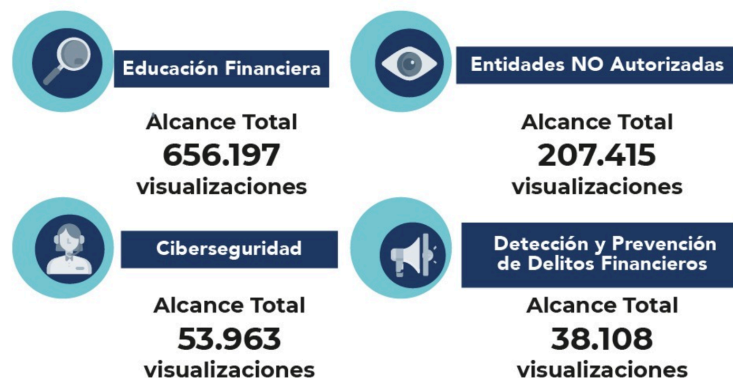 Educación Financiera
Alcance Total
656.197
visualizaciones
Entidades NO Autorizadas
Alcance Total
207.415
visualizaciones
Ciberseguridad
Alcance Total
53.963
visualizaciones
Detección y Prevención
de Delitos Financieros
Alcance Total
38.108
visualizaciones